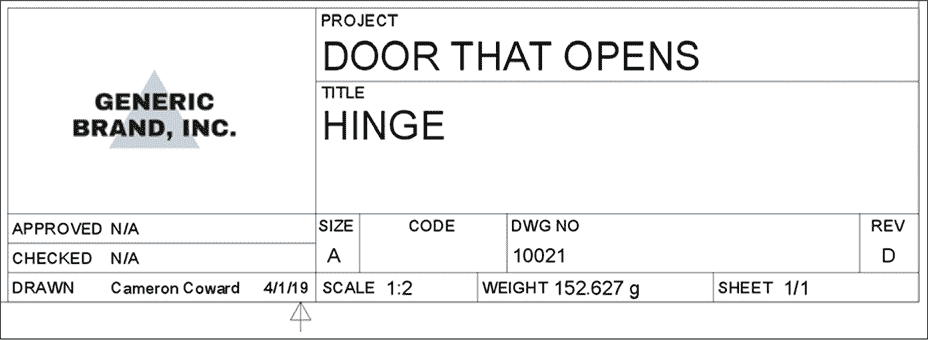 PROJECT
DOOR THAT OPENS
GENERIC
BRAND, INC.
TITLE
HINGE
APPROVED N/A
CHECKED N/A
DRAWN Cameron Coward 4/1/19
SIZE CODE DWG NO REV
A 10021 D
SCALE 1:2 WEIGHT 152.627 g SHEET 1/1